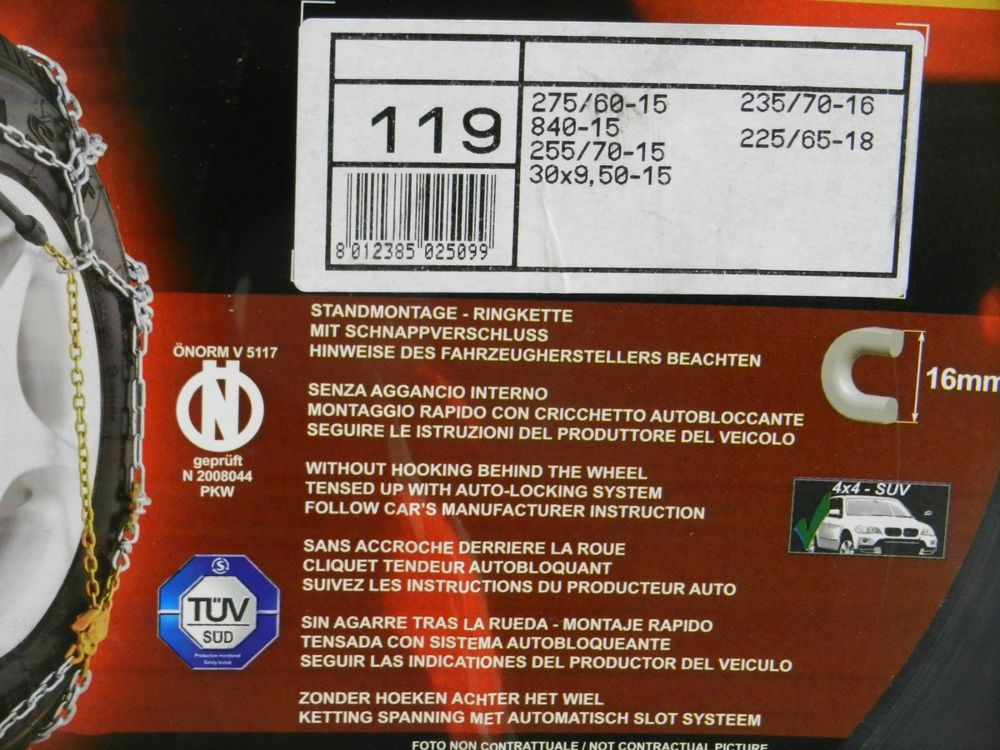 119
275/60-15
840-15
255/70-15
30x9,50-15
235/70-16
225/65-18
8 012385 025099
STANDMONTAGE - RINGKETTE
MIT SCHNAPPVERSCHLUSS
HINWEISE DES FAHRZEUGHERSTELLERS BEACHTEN
16mm
ÖNORM V 5117
geprüft
N 2008044
PKW
SENZA AGGANCIO INTERNO
MONTAGGIO RAPIDO CON CRICCHETTO AUTOBLOCCANTE
SEGUIRE LE ISTRUZIONI DEL PRODUTTORE DEL VEICOLO
WITHOUT HOOKING BEHIND THE WHEEL
TENSED UP WITH AUTO-LOCKING SYSTEM
FOLLOW CAR'S MANUFACTURER INSTRUCTION
4x4 - SUV
SANS ACCROCHE DERRIERE LA ROUE
CLIQUET TENDEUR AUTOBLOQUANT
SUIVEZ LES INSTRUCTIONS DU PRODUCTEUR AUTO
TÜV
SÜD
Production monitored
Safety tested
SIN AGARRE TRAS LA RUEDA - MONTAJE RAPIDO
TENSADA CON SISTEMA AUTOBLOQUEANTE
SEGUIR LAS INDICATIONES DEL PRODUCTOR DEL VEICULO
ZONDER HOEKEN ACHTER HET WIEL
KETTING SPANNING MET AUTOMATISCH SLOT SYSTEEM
FOTO NON CONTRATTUALE / NOT CONTRACTUAL PICTURE